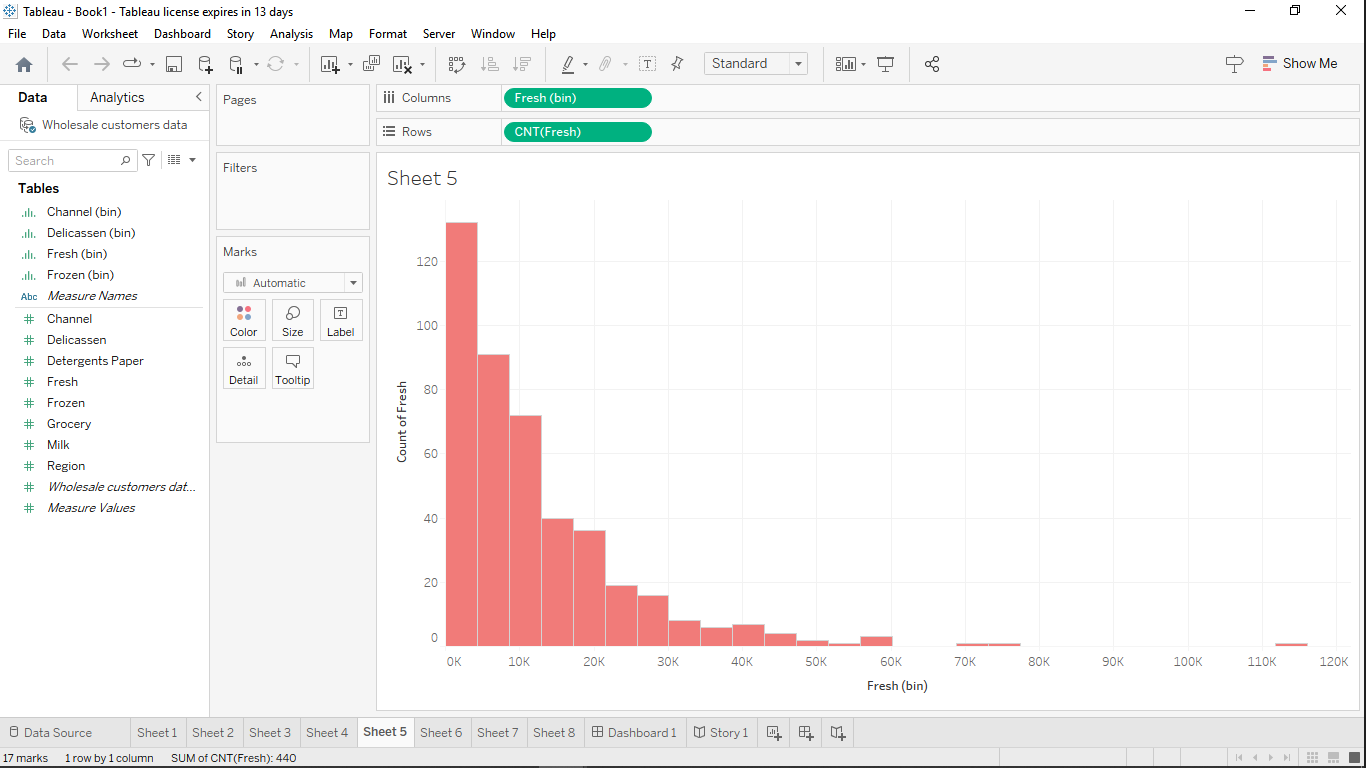 Tableau - Book1 - Tableau license expires in 13 days
File Data Worksheet Dashboard Story Analysis Map Format Server Window Help
Standard
Show Me
Data Analytics
Wholesale customers data
Search
Tables
Channel (bin)
Delicassen (bin)
Fresh (bin)
Frozen (bin)
Abc Measure Names
Channel
Delicassen
Detergents Paper
Fresh
Frozen
Grocery
Milk
Region
Wholesale customers dat...
Measure Values
Pages
Filters
Marks
Automatic
Color Size T Label
Detail Tooltip
Columns Fresh (bin)
Rows CNT(Fresh)
Sheet 5
Count of Fresh
120
100
80
60
40
20
0
0K 10K 20K 30K 40K 50K 60K 70K 80K 90K 100K 110K 120K
Fresh (bin)
Data Source Sheet 1 Sheet 2 Sheet 3 Sheet 4 Sheet 5 Sheet 6 Sheet 7 Sheet 8 Dashboard 1 Story 1
17 marks 1 row by 1 column SUM of CNT(Fresh): 440